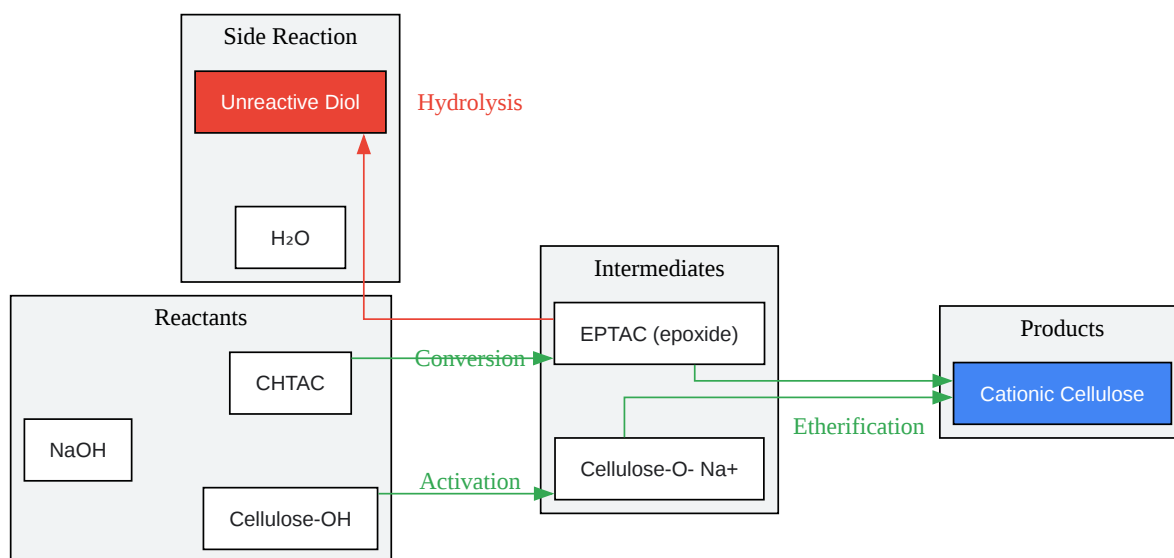 Side Reaction
Unreactive Diol
Hydrolysis
H₂O
Reactants
CHTAC
NaOH
Cellulose-OH
Conversion
Activation
Intermediates
EPTAC (epoxide)
Cellulose-O- Na+
Etherification
Products
Cationic Cellulose